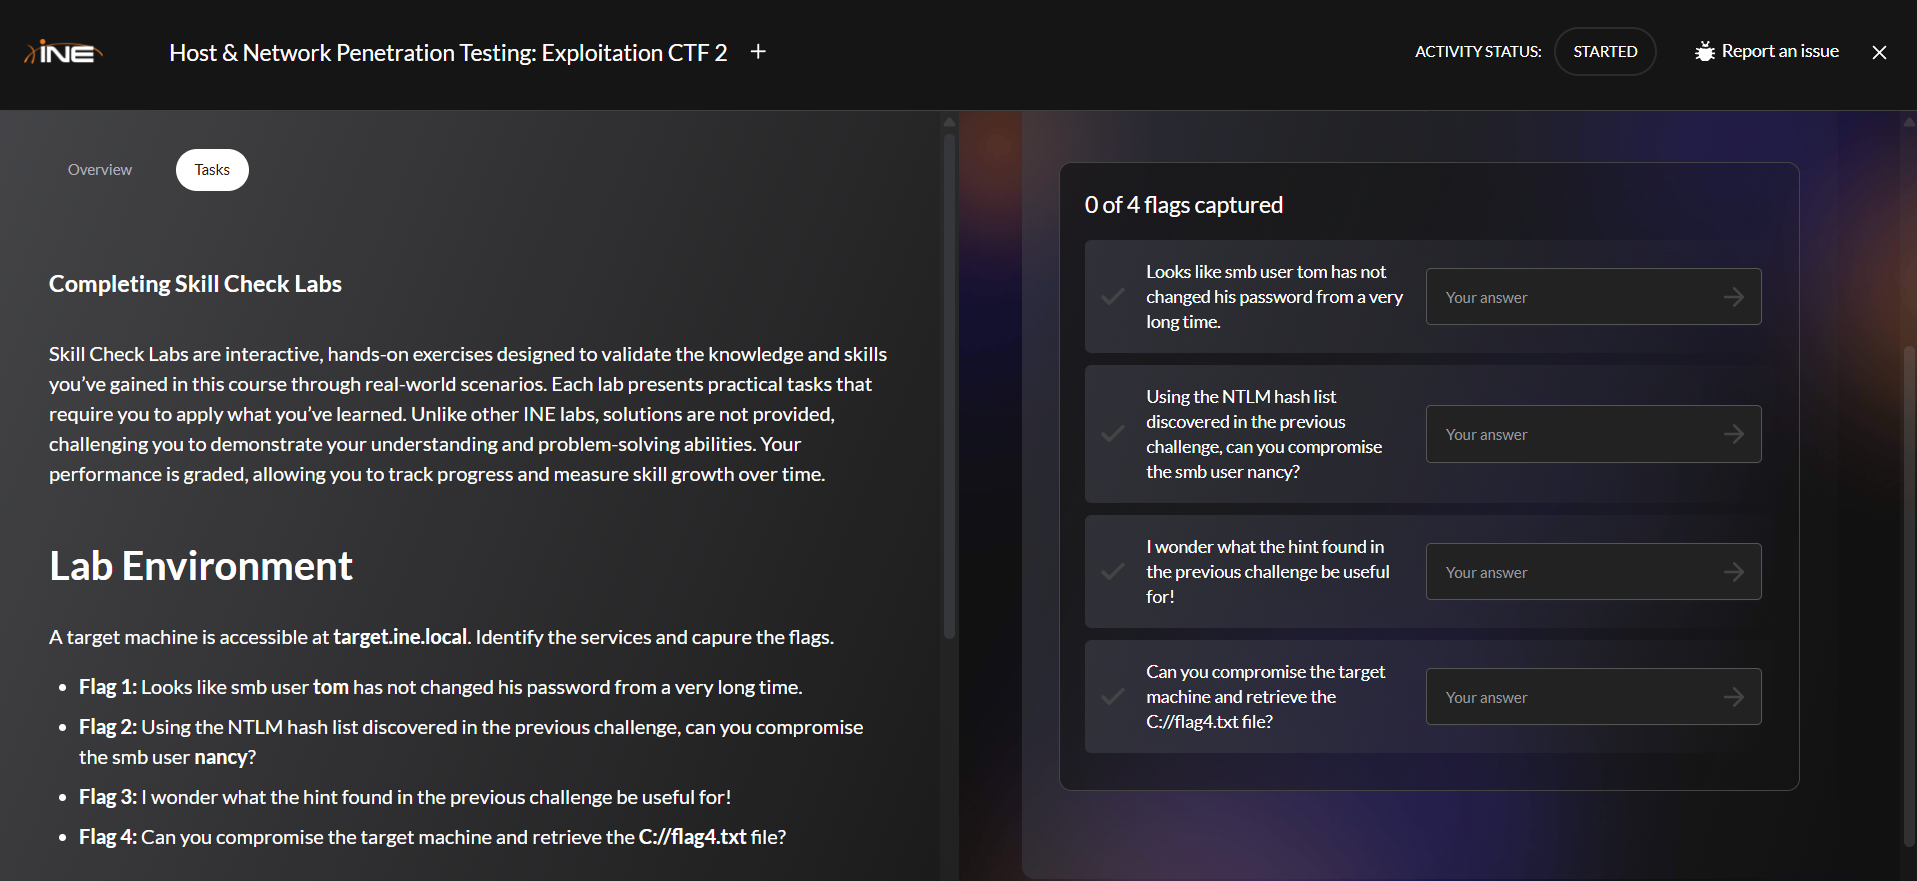 iNE
Host & Network Penetration Testing: Exploitation CTF 2 +
ACTIVITY STATUS:
STARTED
Report an issue
Overview
Tasks
Completing Skill Check Labs
Skill Check Labs are interactive, hands-on exercises designed to validate the knowledge and skills
you’ve gained in this course through real-world scenarios. Each lab presents practical tasks that
require you to apply what you’ve learned. Unlike other INE labs, solutions are not provided,
challenging you to demonstrate your understanding and problem-solving abilities. Your
performance is graded, allowing you to track progress and measure skill growth over time.
Lab Environment
A target machine is accessible at target.ine.local. Identify the services and capure the flags.
• Flag 1: Looks like smb user tom has not changed his password from a very long time.
• Flag 2: Using the NTLM hash list discovered in the previous challenge, can you compromise
the smb user nancy?
• Flag 3: I wonder what the hint found in the previous challenge be useful for!
• Flag 4: Can you compromise the target machine and retrieve the C://flag4.txt file?
0 of 4 flags captured
Looks like smb user tom has not
changed his password from a very
long time.
Your answer
Using the NTLM hash list
discovered in the previous
challenge, can you compromise
the smb user nancy?
Your answer
I wonder what the hint found in
the previous challenge be useful
for!
Your answer
Can you compromise the target
machine and retrieve the
C://flag4.txt file?
Your answer